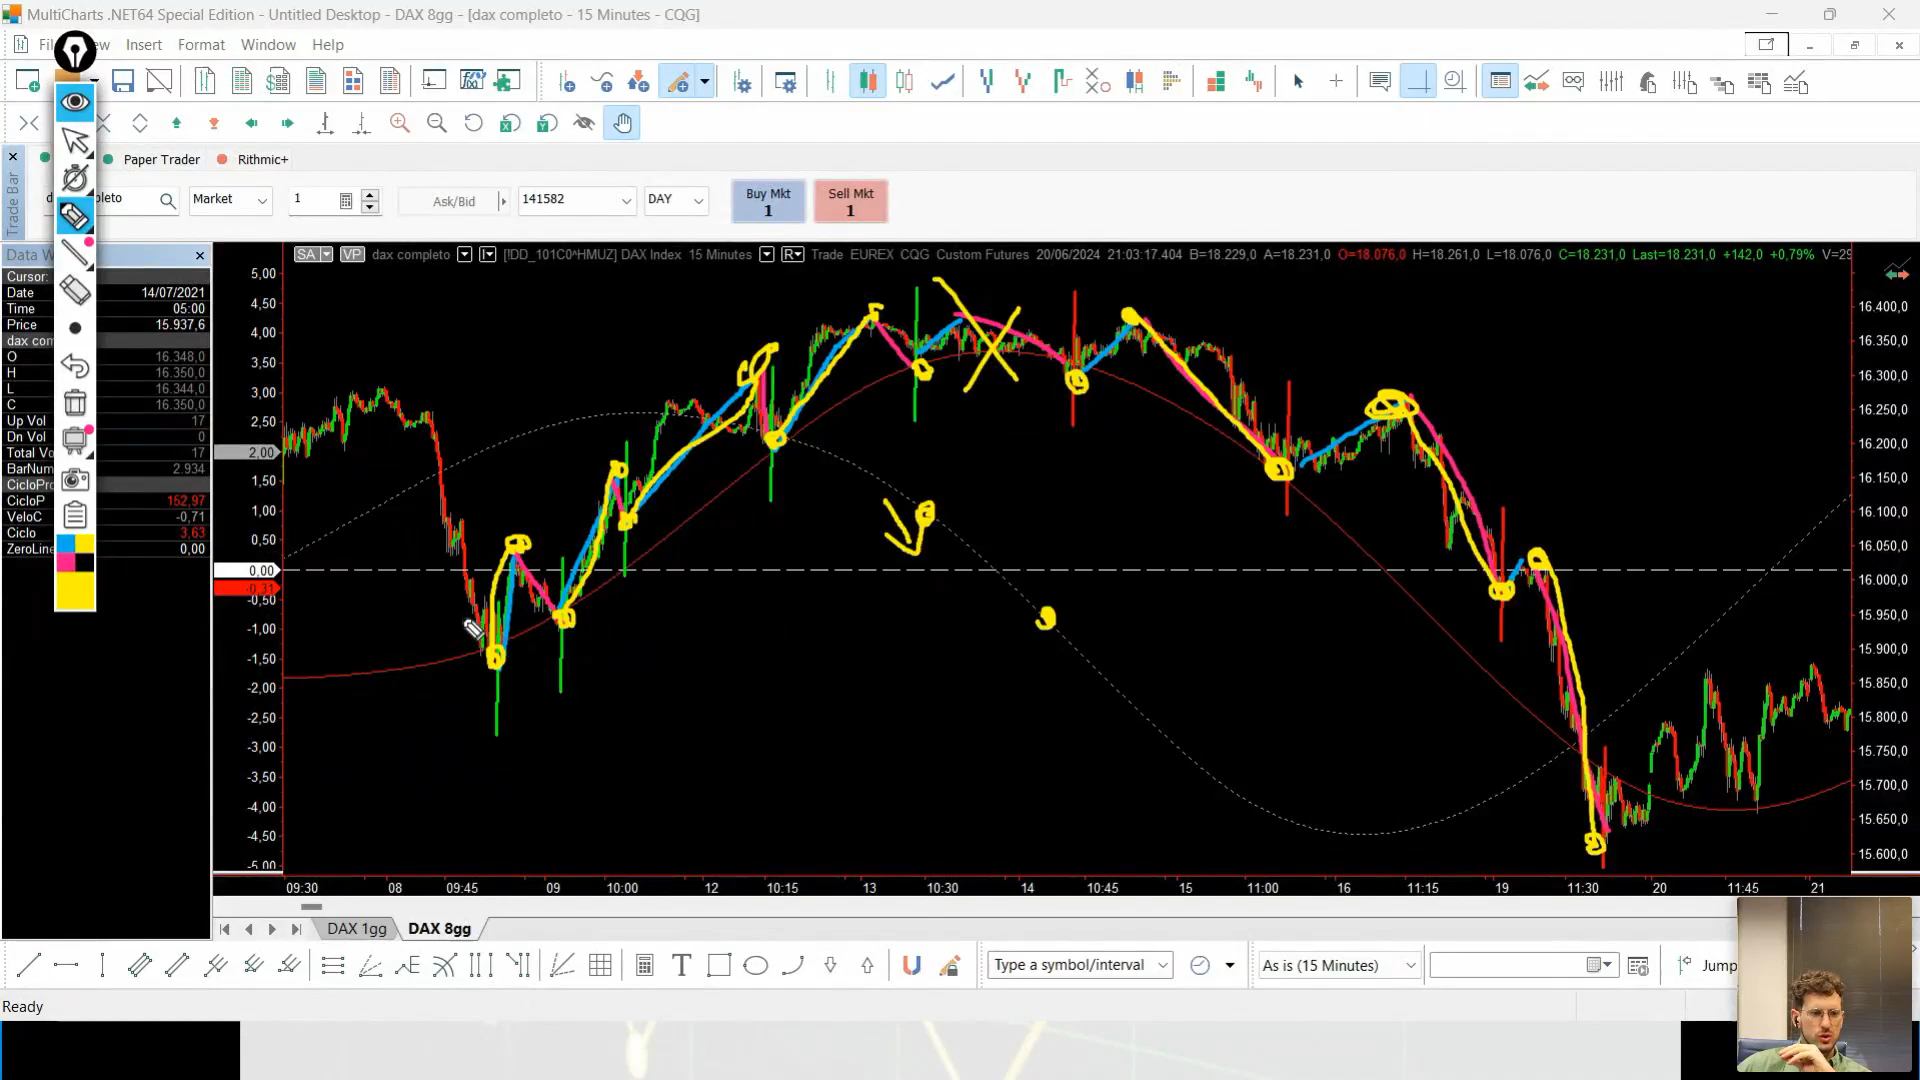 MultiCharts .NET64 Special Edition - Untitled Desktop - DAX 8gg - [dax completo - 15 Minutes - CQG]
Insert Format Window Help
Paper Trader Rithmic+
Trade Bar
Market 1 Ask/Bid 141582 DAY Buy Mkt 1 Sell Mkt 1
SA VP dax completo [!DD_101C0^HMUZ] DAX Index 15 Minutes R Trade EUREX CQG Custom Futures 20/06/2024 21:03:17.404 B=18.229,0 A=18.231,0 O=18.076,0 H=18.261,0 L=18.076,0 C=18.231,0 Last=18.231,0 +142,0 +0,79% V=29
Cursor:
Date 14/07/2021
Time 05:00
Price 15.937,6
dax com
O 16.348,0
H 16.350,0
L 16.344,0
C 16.350,0
Up Vol 17
Dn Vol 0
Total Vo 17
BarNum 2.934
CicloPro
CicloP 152,97
VeloC -0,71
Ciclo 3,63
ZeroLine 0,00
5,00
4,50
4,00
3,50
3,00
2,50
2,00
1,50
1,00
0,50
0,00
-0,50
-1,00
-1,50
-2,00
-2,50
-3,00
-3,50
-4,00
-4,50
-5,00
16.400,0
16.350,0
16.300,0
16.250,0
16.200,0
16.150,0
16.100,0
16.050,0
16.000,0
15.950,0
15.900,0
15.850,0
15.800,0
15.750,0
15.700,0
15.650,0
15.600,0
09:30 08 09:45 09 10:00 12 10:15 13 10:30 14 10:45 15 11:00 16 11:15 19 11:30 20 11:45 21
DAX 1gg DAX 8gg
Type a symbol/interval As is (15 Minutes) Jump
Ready